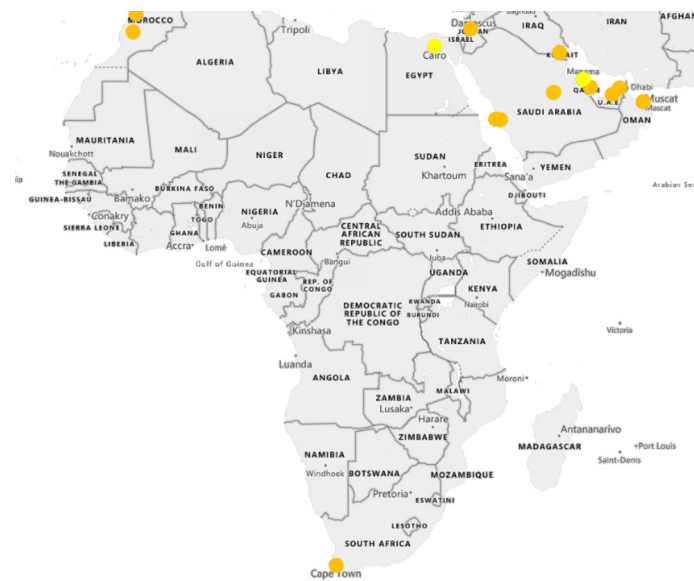 MOROCCO
Tripoli
ALGERIA
LIBYA
Cairo
EGYPT
Damascus
JORDAN
ISRAEL
Baghdad
IRAQ
IRAN
AFGHAN
KUWAIT
Manama
QATAR
Dhabi
U.A.E.
Muscat
Mascat
SAUDI ARABIA
OMAN
MAURITANIA
Nouakchott
MALI
NIGER
CHAD
SUDAN
Khartoum
ERITREA
YEMEN
Sana'a
Arabian Sea
SENEGAL
THE GAMBIA
GUINEA-BISSAU
Bamako
BURKINA FASO
BENIN
TOGO
GHANA
Conakry
SIERRA LEONE
LIBERIA
Accra
Lomé
NIGERIA
Abuja
N'Djamena
DJIBOUTI
Addis Ababa
ETHIOPIA
CENTRAL
AFRICAN
REPUBLIC
Bangui
SOUTH SUDAN
Juba
CAMEROON
Gulf of Guinea
EQUATORIAL
GUINEA
GABON
REP. OF
CONGO
UGANDA
KENYA
Nairobi
SOMALIA
Mogadishu
RWANDA
BURUNDI
DEMOCRATIC
REPUBLIC OF
THE CONGO
Kinshasa
TANZANIA
Victoria
Luanda
ANGOLA
ZAMBIA
Lusaka
MALAWI
Moroni
Harare
ZIMBABWE
MOZAMBIQUE
MADAGASCAR
Antananarivo
Port Louis
Saint-Denis
NAMIBIA
Windhoek
BOTSWANA
Pretoria
ESWATINI
LESOTHO
SOUTH AFRICA
Cape Town